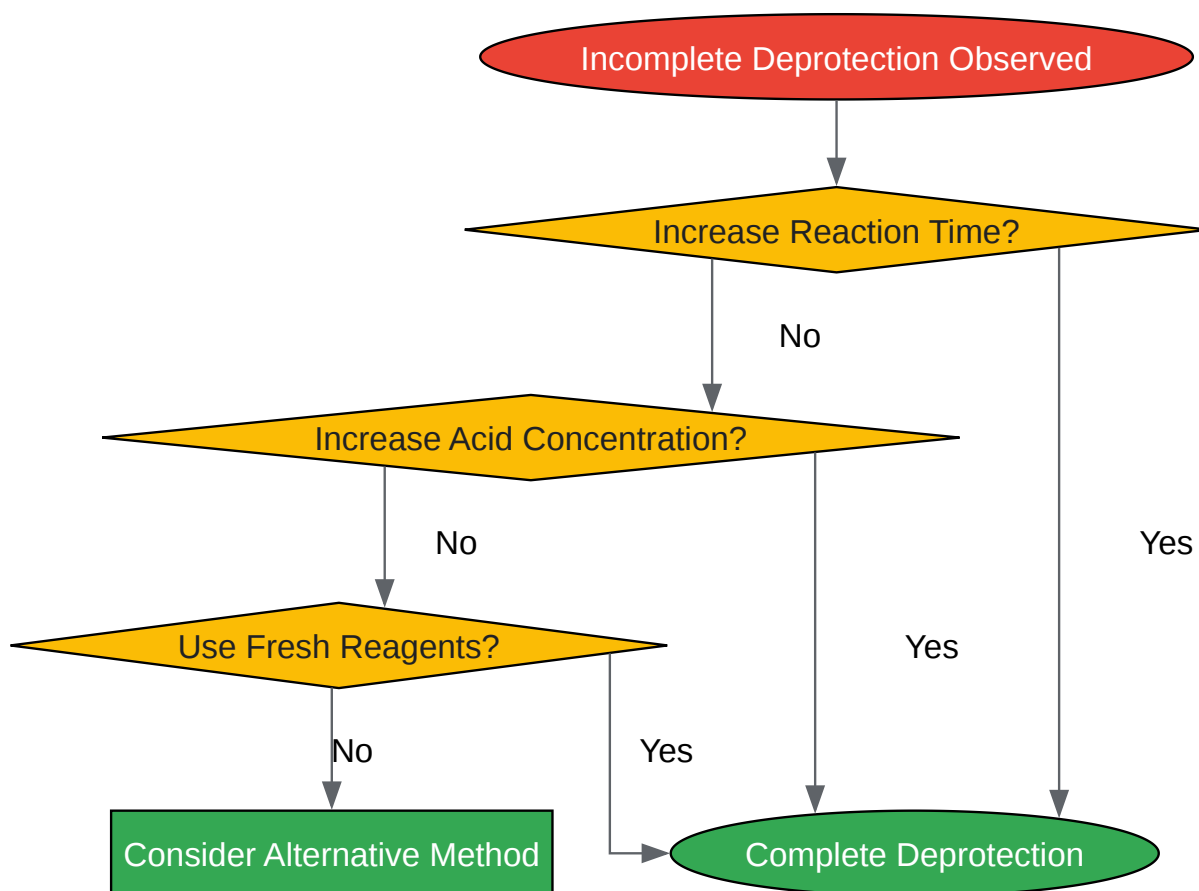 Incomplete Deprotection Observed
Increase Reaction Time?
No
Increase Acid Concentration?
No
Yes
Use Fresh Reagents?
Yes
No
Yes
Consider Alternative Method
Complete Deprotection